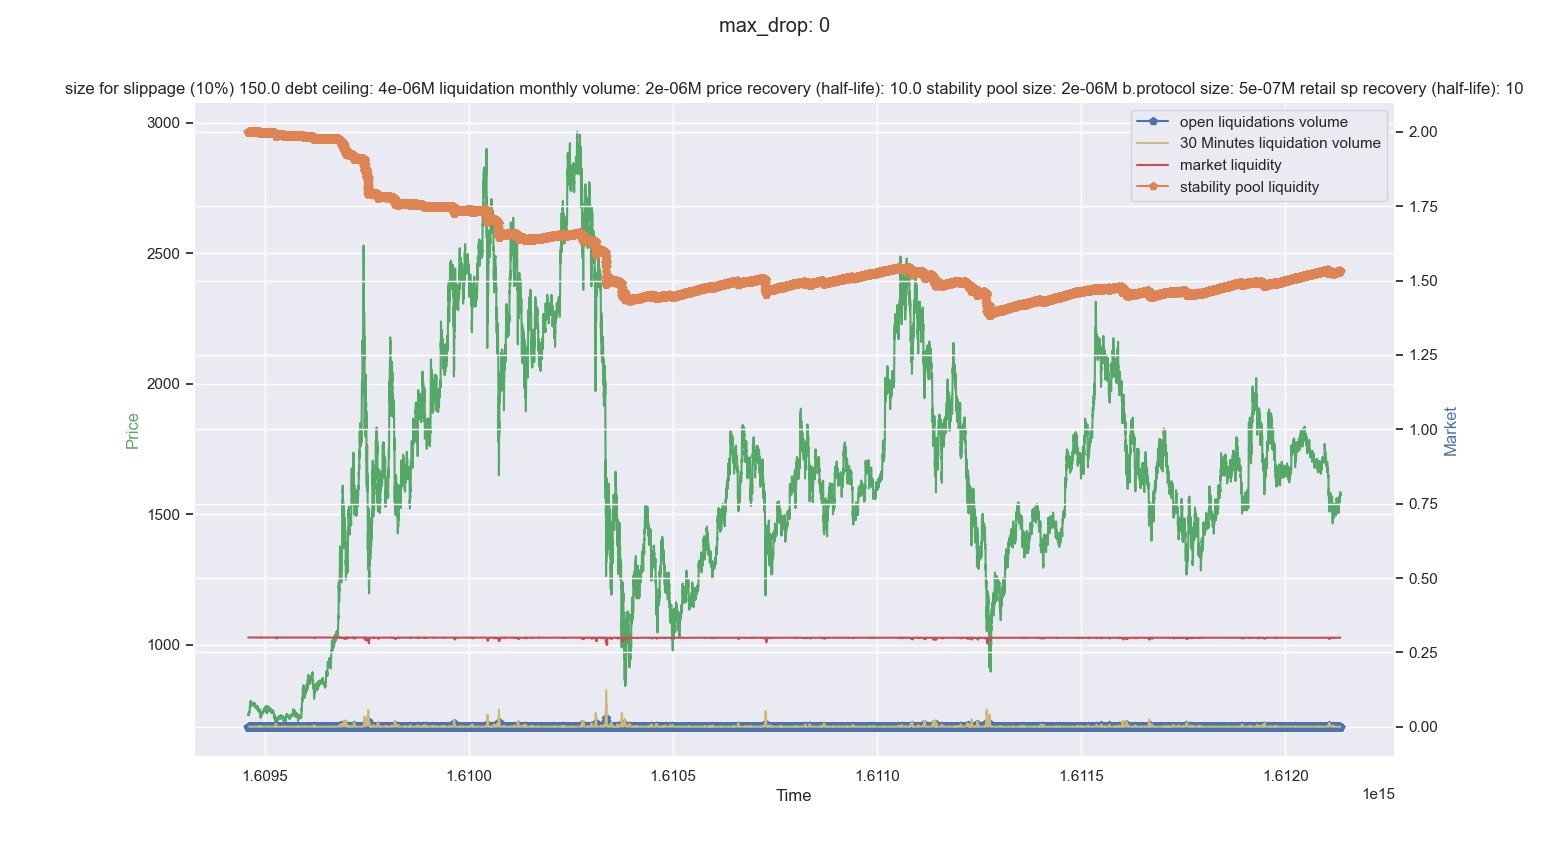 max_drop: 0
size for slippage (10%) 150.0 debt ceiling: 4e-06M liquidation monthly volume: 2e-06M price recovery (half-life): 10.0 stability pool size: 2e-06M b.protocol size: 5e-07M retail sp recovery (half-life): 10
open liquidations volume
30 Minutes liquidation volume
market liquidity
stability pool liquidity
3000
2500
2000
1500
1000
Price
2.00
1.75
1.50
1.25
1.00
0.75
0.50
0.25
0.00
Market
1.6095 1.6100 1.6105 1.6110 1.6115 1.6120
Time
1e15